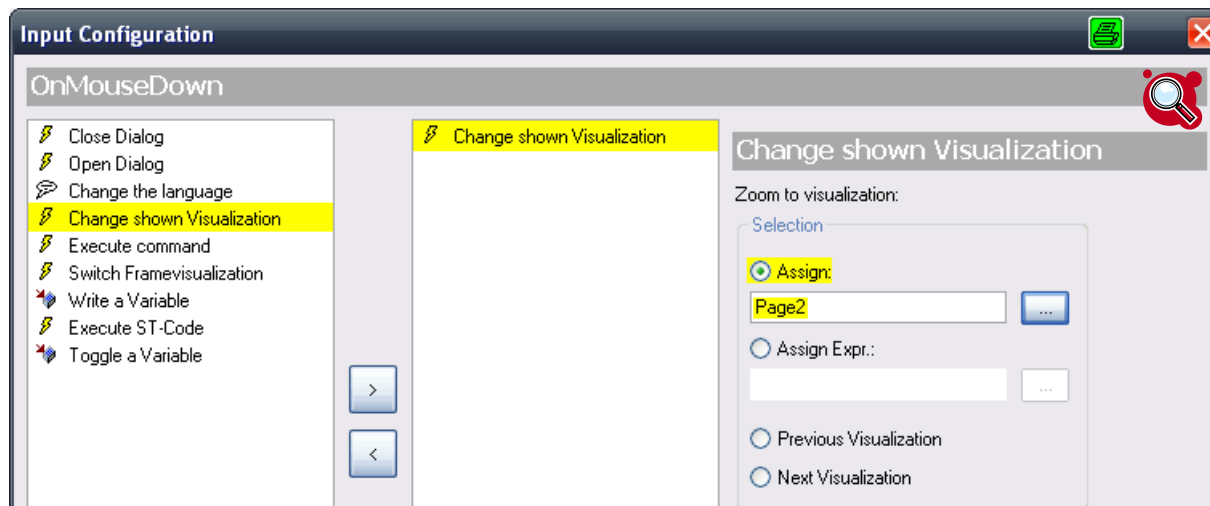 Input Configuration
OnMouseDown
Close Dialog
Open Dialog
Change the language
Change shown Visualization
Execute command
Switch Framevisualization
Write a Variable
Execute ST-Code
Toggle a Variable
>
<
Change shown Visualization
Change shown Visualization
Zoom to visualization:
Selection
Assign:
Page2
...
Assign Expr.:
...
Previous Visualization
Next Visualization